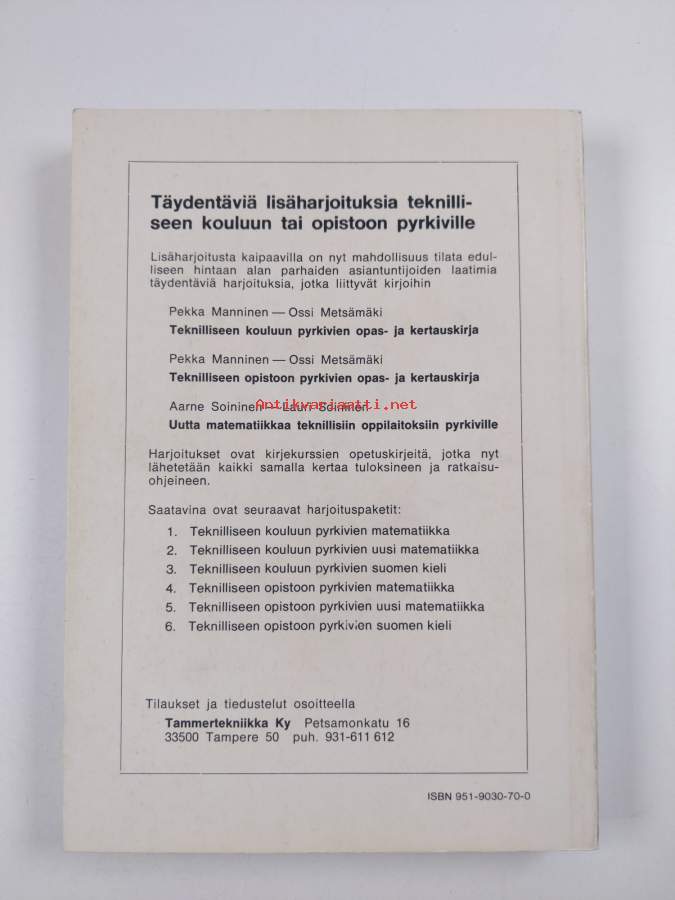 Täydentäviä lisäharjoituksia teknilli-
seen kouluun tai opistoon pyrkiville
Lisäharjoitusta kaipaavilla on nyt mahdollisuus tilata edul-
liseen hintaan alan parhaiden asiantuntijoiden laatimia
täydentäviä harjoituksia, jotka liittyvät kirjoihin
Pekka Manninen — Ossi Metsämäki
Teknilliseen kouluun pyrkivien opas- ja kertauskirja
Pekka Manninen — Ossi Metsämäki
Teknilliseen opistoon pyrkivien opas- ja kertauskirja
Antikvariaatti.net
Aarne Soininen — Lauri Soininen
Uutta matematiikkaa teknillisiin oppilaitoksiin pyrkiville
Harjoitukset ovat kirjekurssien opetuskirjeitä, jotka nyt
lähetetään kaikki samalla kertaa tuloksineen ja ratkaisu-
ohjeineen.
Saatavina ovat seuraavat harjoituspaketit:
1. Teknilliseen kouluun pyrkivien matematiikka
2. Teknilliseen kouluun pyrkivien uusi matematiikka
3. Teknilliseen kouluun pyrkivien suomen kieli
4. Teknilliseen opistoon pyrkivien matematiikka
5. Teknilliseen opistoon pyrkivien uusi matematiikka
6. Teknilliseen opistoon pyrkivien suomen kieli
Tilaukset ja tiedustelut osoitteella
Tammertekniikka Ky Petsamonkatu 16
33500 Tampere 50 puh. 931-611 612
ISBN 951-9030-70-0